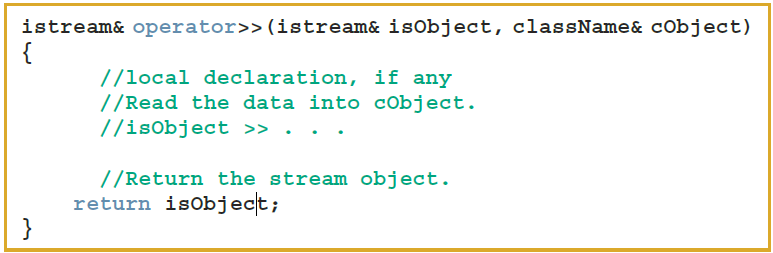 istream& operator>>(istream& isObject, className& cObject)
{
//local declaration, if any
//Read the data into cObject.
//isObject >> . . .
//Return the stream object.
return isObject;
}